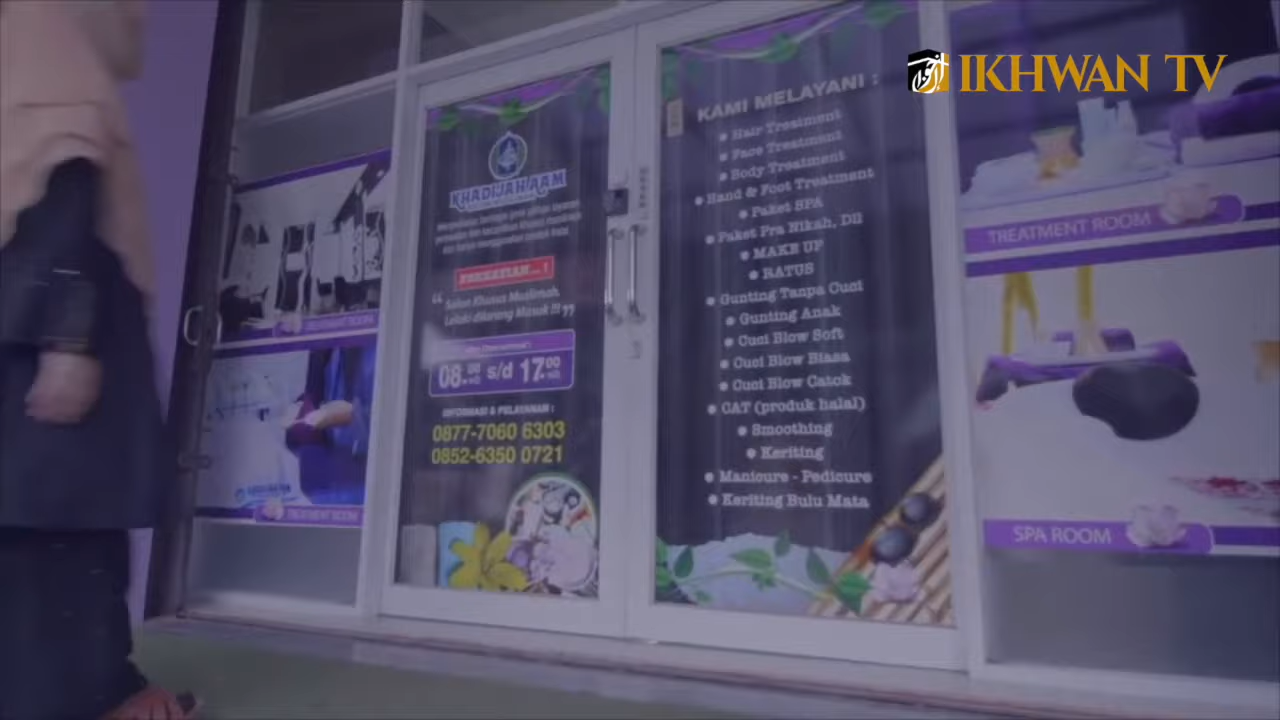 IKHWAN TV
KHADIJAH AAM
PERHATIAN... !
“ Salon Khusus Muslimah,
Lelaki dilarang Masuk !!! ”
08.00 s/d 17.00
INFORMASI & PELAYANAN :
0877-7060 6303
0852-6350 0721
KAMI MELAYANI :
• Hair Treatment
• Face Treatment
• Body Treatment
• Hand & Foot Treatment
• Paket SPA
• Paket Pra Nikah, Dll
• MAKE UP
• RATUS
• Gunting Tanpa Cuci
• Gunting Anak
• Cuci Blow Soft
• Cuci Blow Biasa
• Cuci Blow Catok
• CAT (produk halal)
• Smoothing
• Keriting
• Manicure - Pedicure
• Keriting Bulu Mata
TREATMENT ROOM
SPA ROOM
TREATMENT ROOM
TREATMENT ROOM